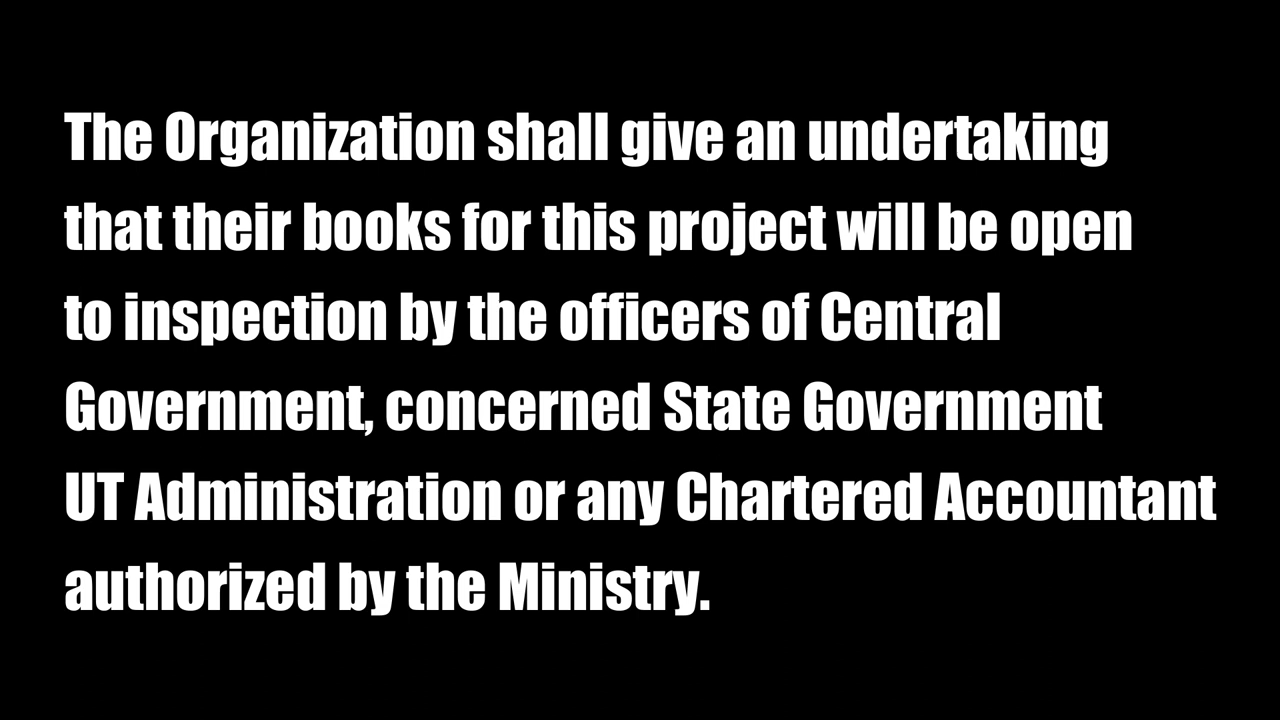 The Organization shall give an undertaking
that their books for this project will be open
to inspection by the officers of Central
Government, concerned State Government
UT Administration or any Chartered Accountant
authorized by the Ministry.